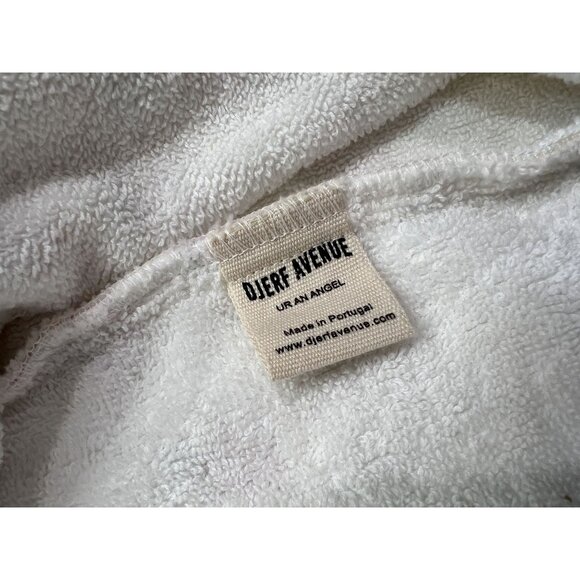 DJERF AVENUE
UR AN ANGEL
Made in Portugal
www.djerfavenue.com